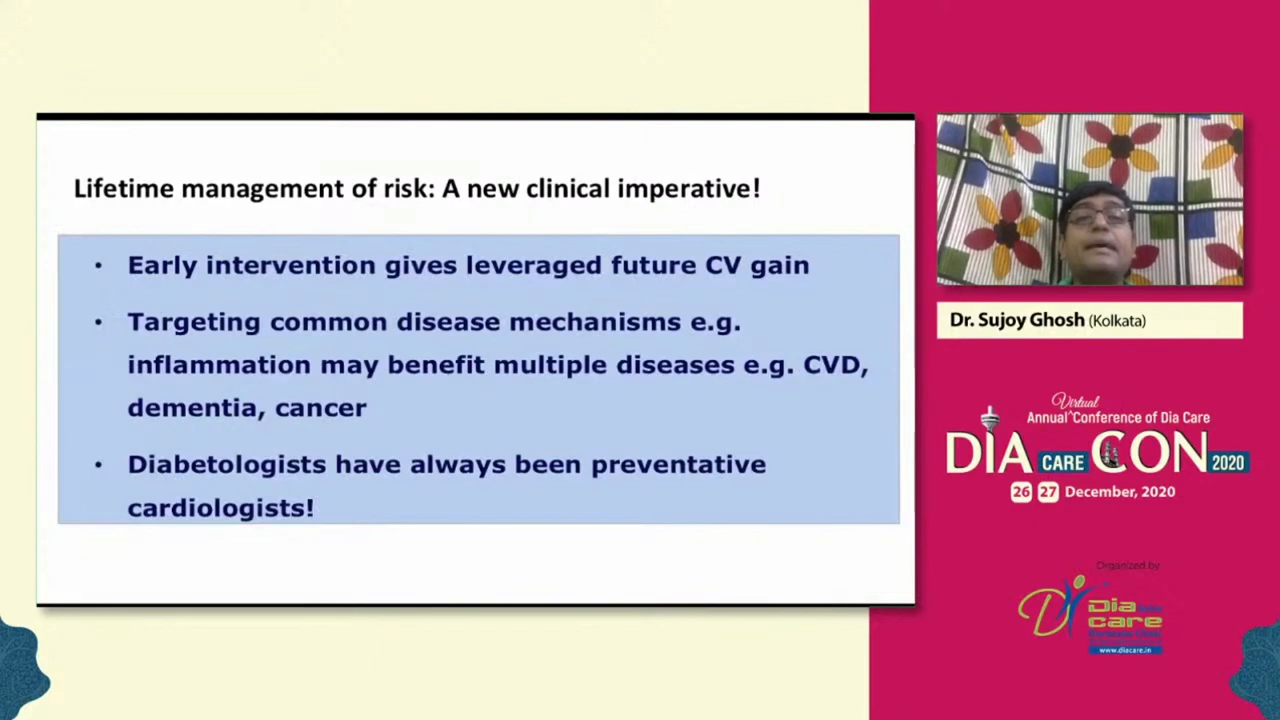 Lifetime management of risk: A new clinical imperative!
• Early intervention gives leveraged future CV gain
• Targeting common disease mechanisms e.g.
inflammation may benefit multiple diseases e.g. CVD,
dementia, cancer
• Diabetologists have always been preventative
cardiologists!
Dr. Sujoy Ghosh (Kolkata)
Virtual
Annual^Conference of Dia Care
DIA CARE CON 2020
26 27 December, 2020
Organized by
Dia
care
www.diacare.in